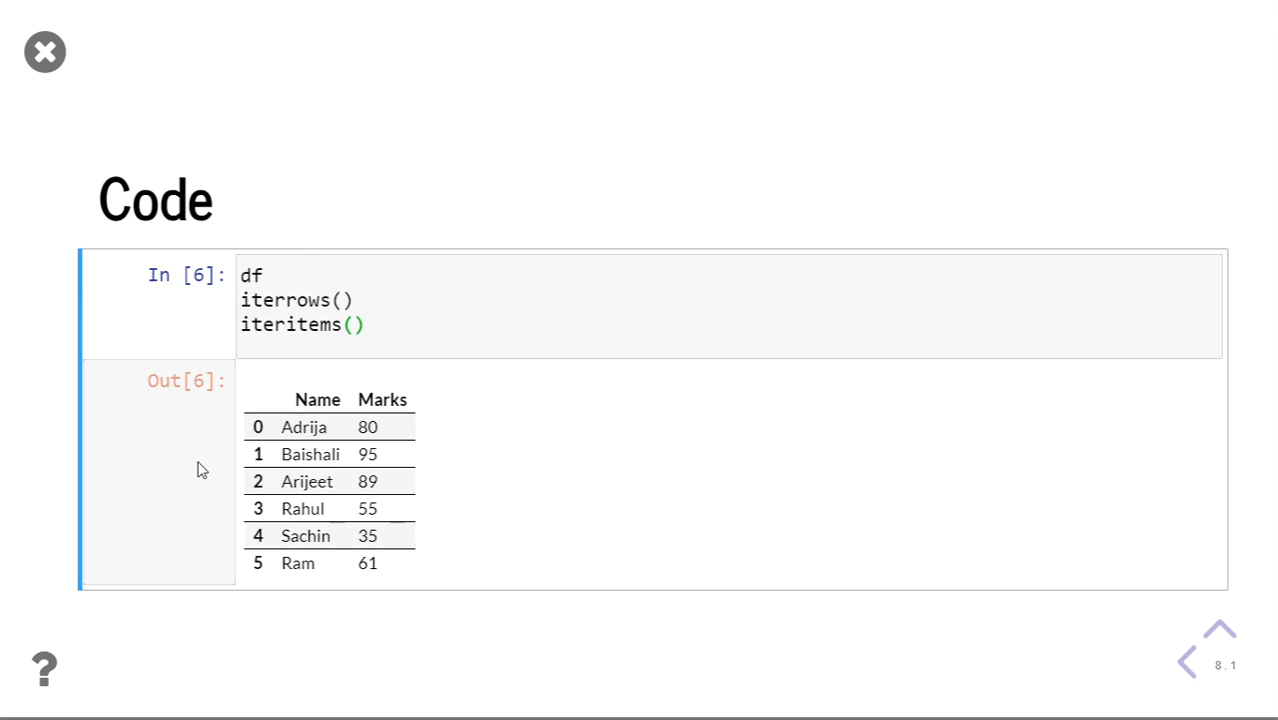 Code
In [6]: df
iterrows()
iteritems()
Out[6]:
Name Marks
0 Adrija 80
1 Baishali 95
2 Arijeet 89
3 Rahul 55
4 Sachin 35
5 Ram 61
?
8.1